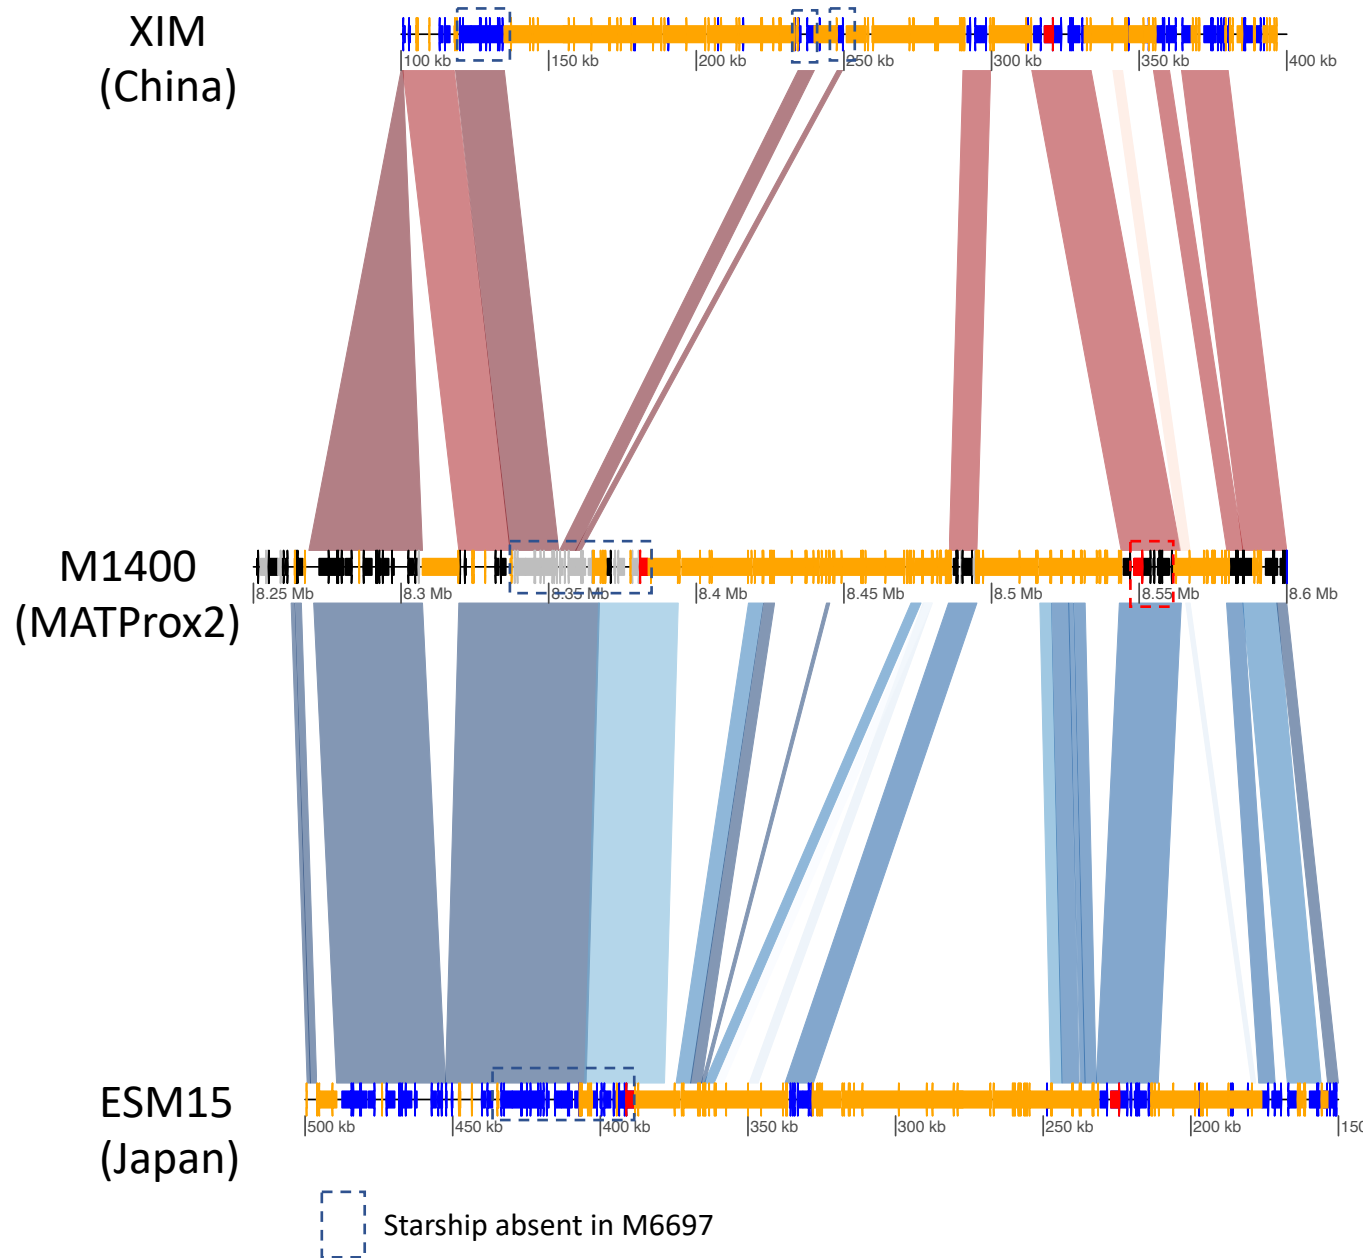 XIM
(China)
100 kb 150 kb 200 kb 250 kb 300 kb 350 kb 400 kb
M1400
(MATProx2)
8.25 Mb 8.3 Mb 8.35 Mb 8.4 Mb 8.45 Mb 8.5 Mb 8.55 Mb 8.6 Mb
ESM15
(Japan)
500 kb 450 kb 400 kb 350 kb 300 kb 250 kb 200 kb 150
Starship absent in M6697